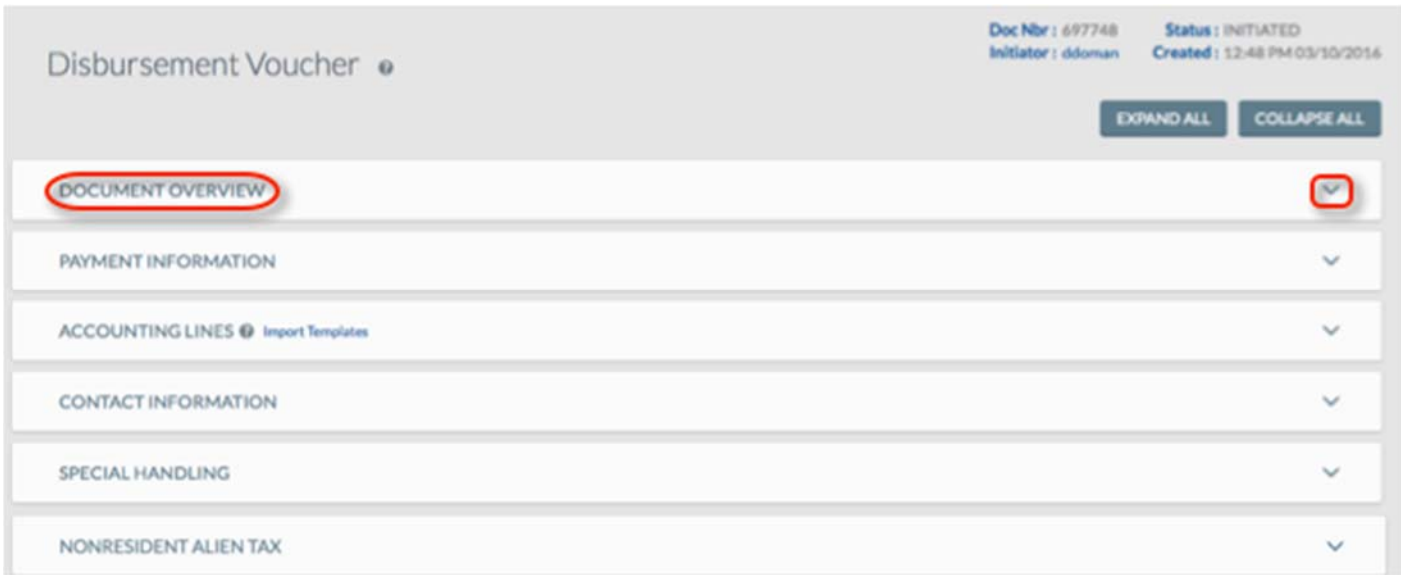 Doc Nbr : 697748 Status : INITIATED
Disbursement Voucher
Initiator : ddoman Created : 12:48 PM 03/10/2016
EXPAND ALL COLLAPSE ALL
DOCUMENT OVERVIEW
PAYMENT INFORMATION
ACCOUNTING LINES Import Templates
CONTACT INFORMATION
SPECIAL HANDLING
NONRESIDENT ALIEN TAX